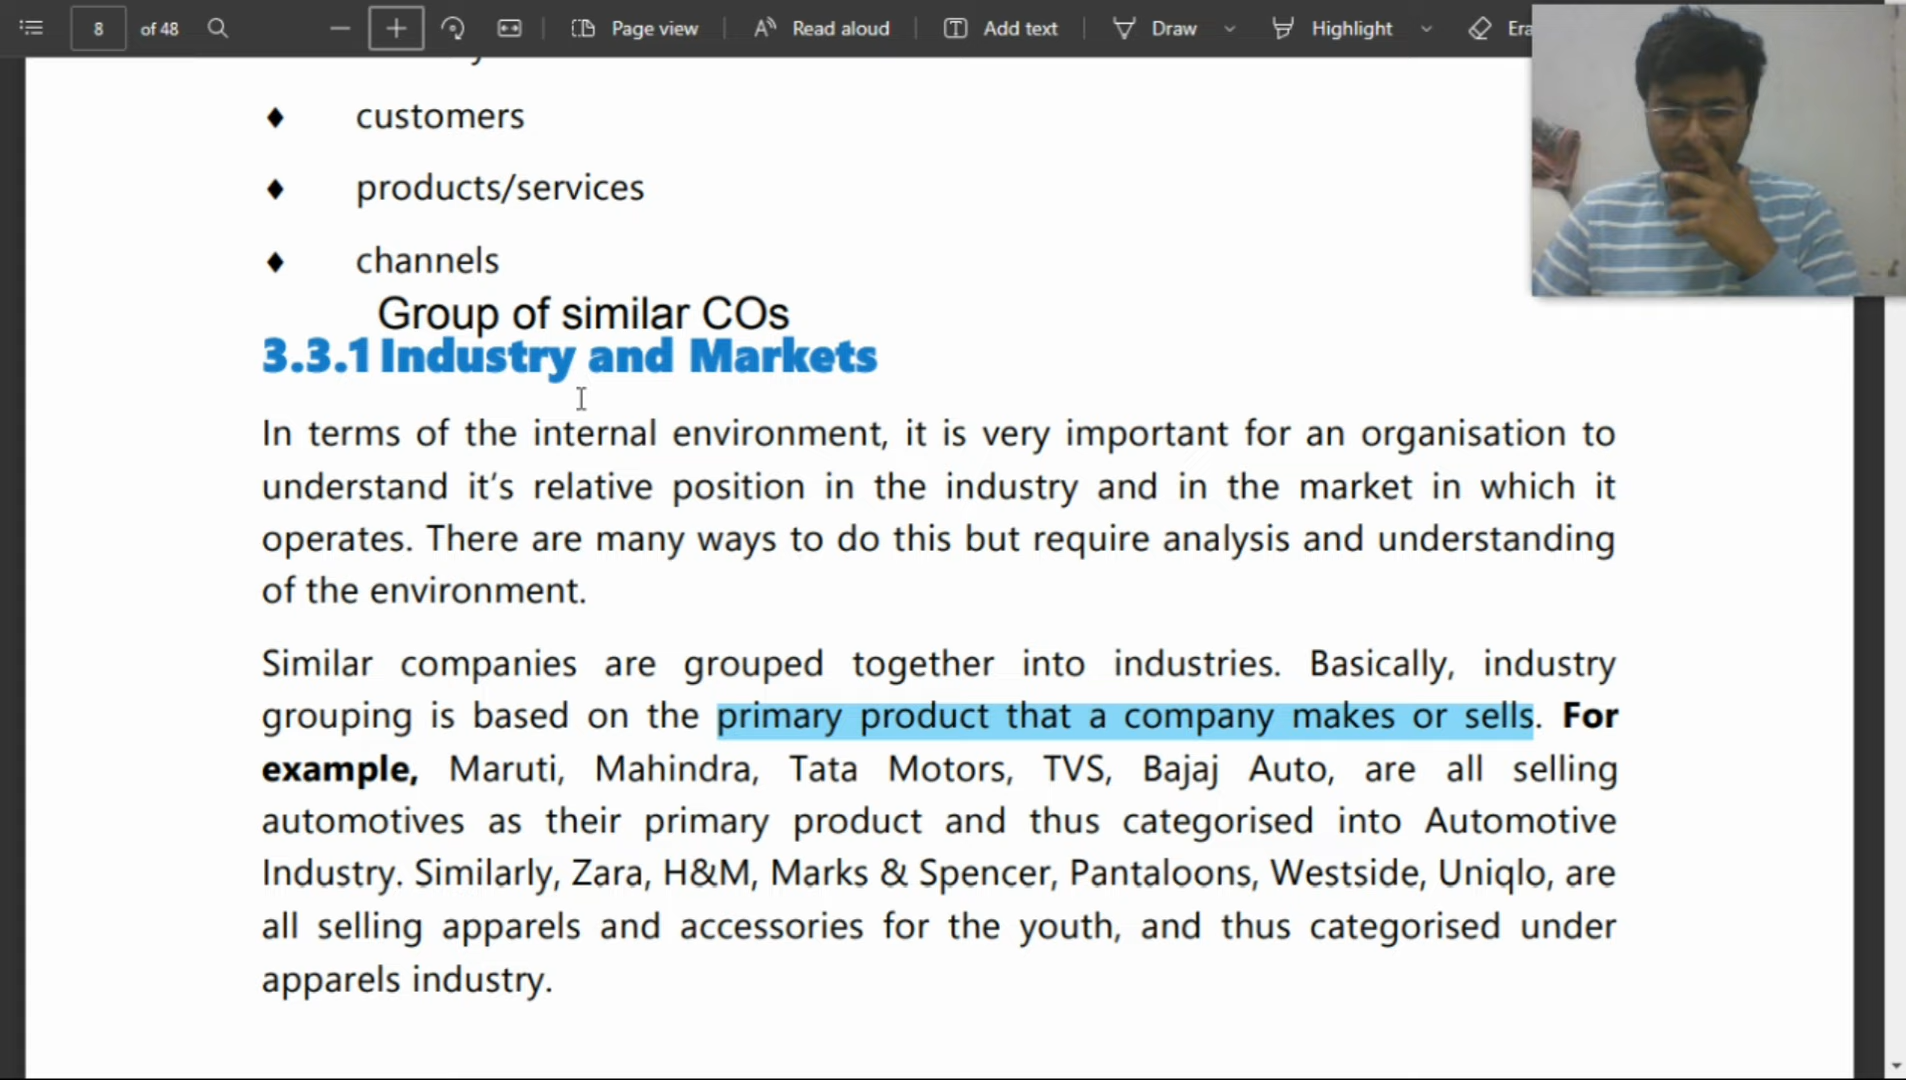 8 of 48 Page view Read aloud Add text Draw Highlight
♦ customers
♦ products/services
♦ channels
Group of similar COs
3.3.1 Industry and Markets
In terms of the internal environment, it is very important for an organisation to
understand it's relative position in the industry and in the market in which it
operates. There are many ways to do this but require analysis and understanding
of the environment.
Similar companies are grouped together into industries. Basically, industry
grouping is based on the primary product that a company makes or sells. For
example, Maruti, Mahindra, Tata Motors, TVS, Bajaj Auto, are all selling
automotives as their primary product and thus categorised into Automotive
Industry. Similarly, Zara, H&M, Marks & Spencer, Pantaloons, Westside, Uniqlo, are
all selling apparels and accessories for the youth, and thus categorised under
apparels industry.